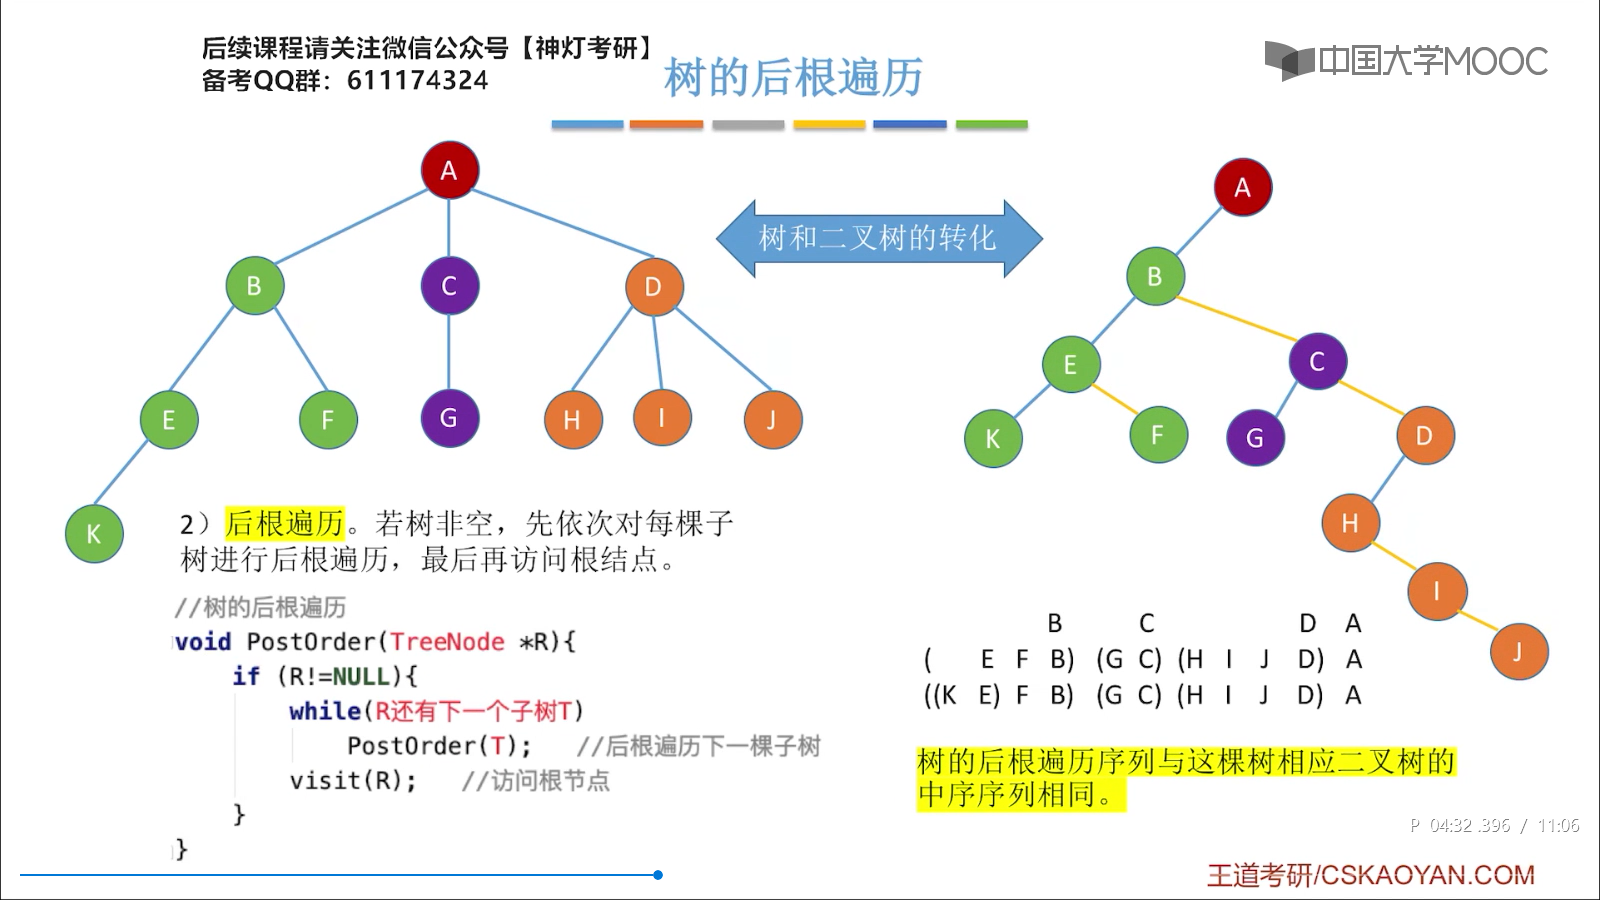 后续课程请关注微信公众号【神灯考研】
备考QQ群：611174324
树的后根遍历
中国大学MOOC
A
B
C
D
E
F
G
H
I
J
K
树和二叉树的转化
A
B
E
C
K
F
G
D
H
I
J
2）后根遍历。若树非空，先依次对每棵子
树进行后根遍历，最后再访问根结点。
//树的后根遍历
void PostOrder(TreeNode *R){
if (R!=NULL){
while(R还有下一个子树T)
PostOrder(T); //后根遍历下一棵子树
visit(R); //访问根节点
}
}
B C D A
( E F B) (G C) (H I J D) A
((K E) F B) (G C) (H I J D) A
树的后根遍历序列与这棵树相应二叉树的
中序序列相同。
P 04:32.396 / 11:06
王道考研/CSKAOYAN.COM